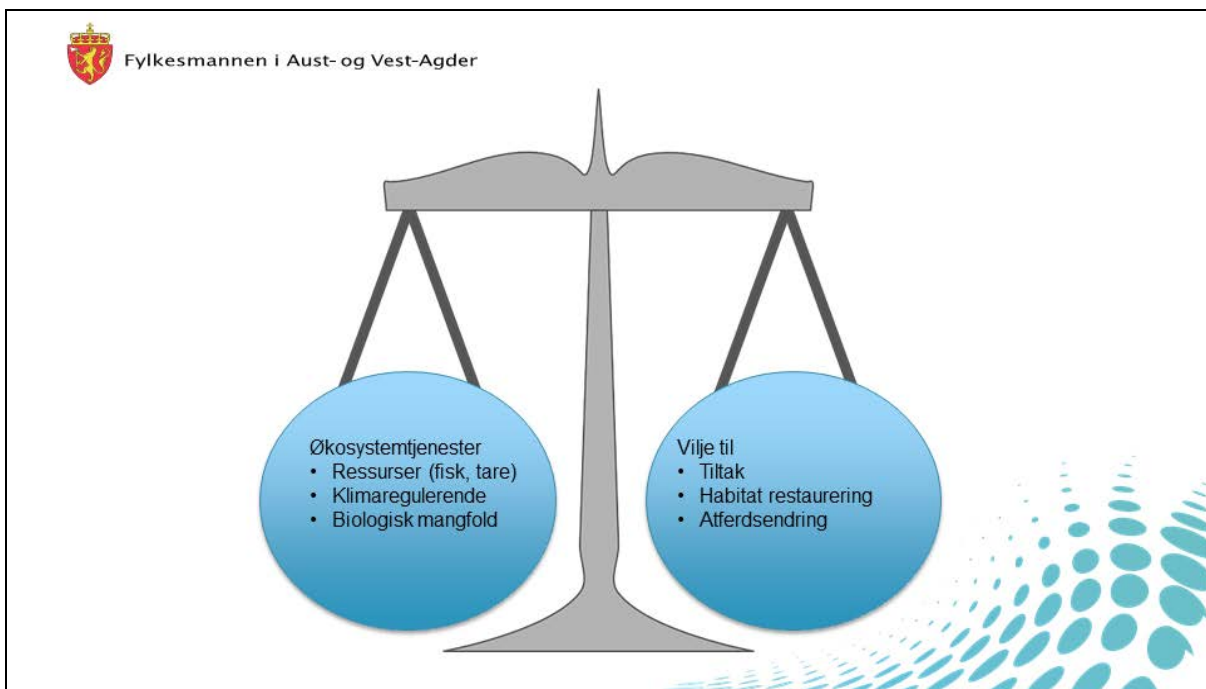 Fylkesmannen i Aust- og Vest-Agder
Økosystemtjenester
• Ressurser (fisk, tare)
• Klimaregulerende
• Biologisk mangfold
Vilje til
• Tiltak
• Habitat restaurering
• Atferdsendring